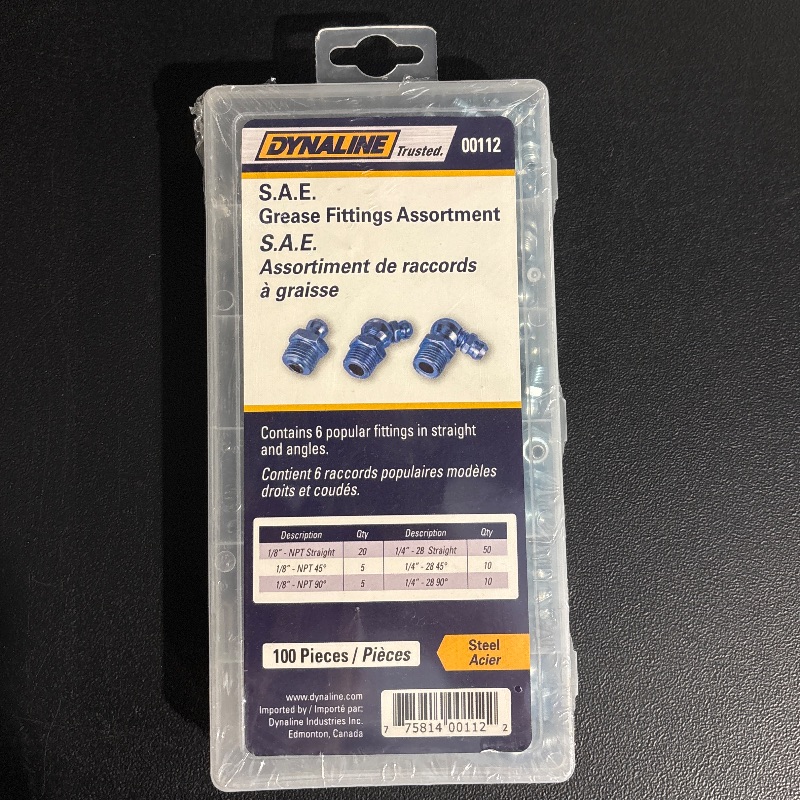 DYNALINE Trusted. 00112
S.A.E.
Grease Fittings Assortment
S.A.E.
Assortiment de raccords
à graisse
Contains 6 popular fittings in straight
and angles.
Contient 6 raccords populaires modèles
droits et coudés.
Description Qty Description Qty
1/8" - NPT Straight 20 1/4" - 28 Straight 50
1/8" - NPT 45° 5 1/4" - 28 45° 10
1/8" - NPT 90° 5 1/4" - 28 90° 10
100 Pieces / Pièces
Steel
Acier
www.dynaline.com
Imported by / Importé par:
Dynaline Industries Inc.
Edmonton, Canada
7 75814 00112 2